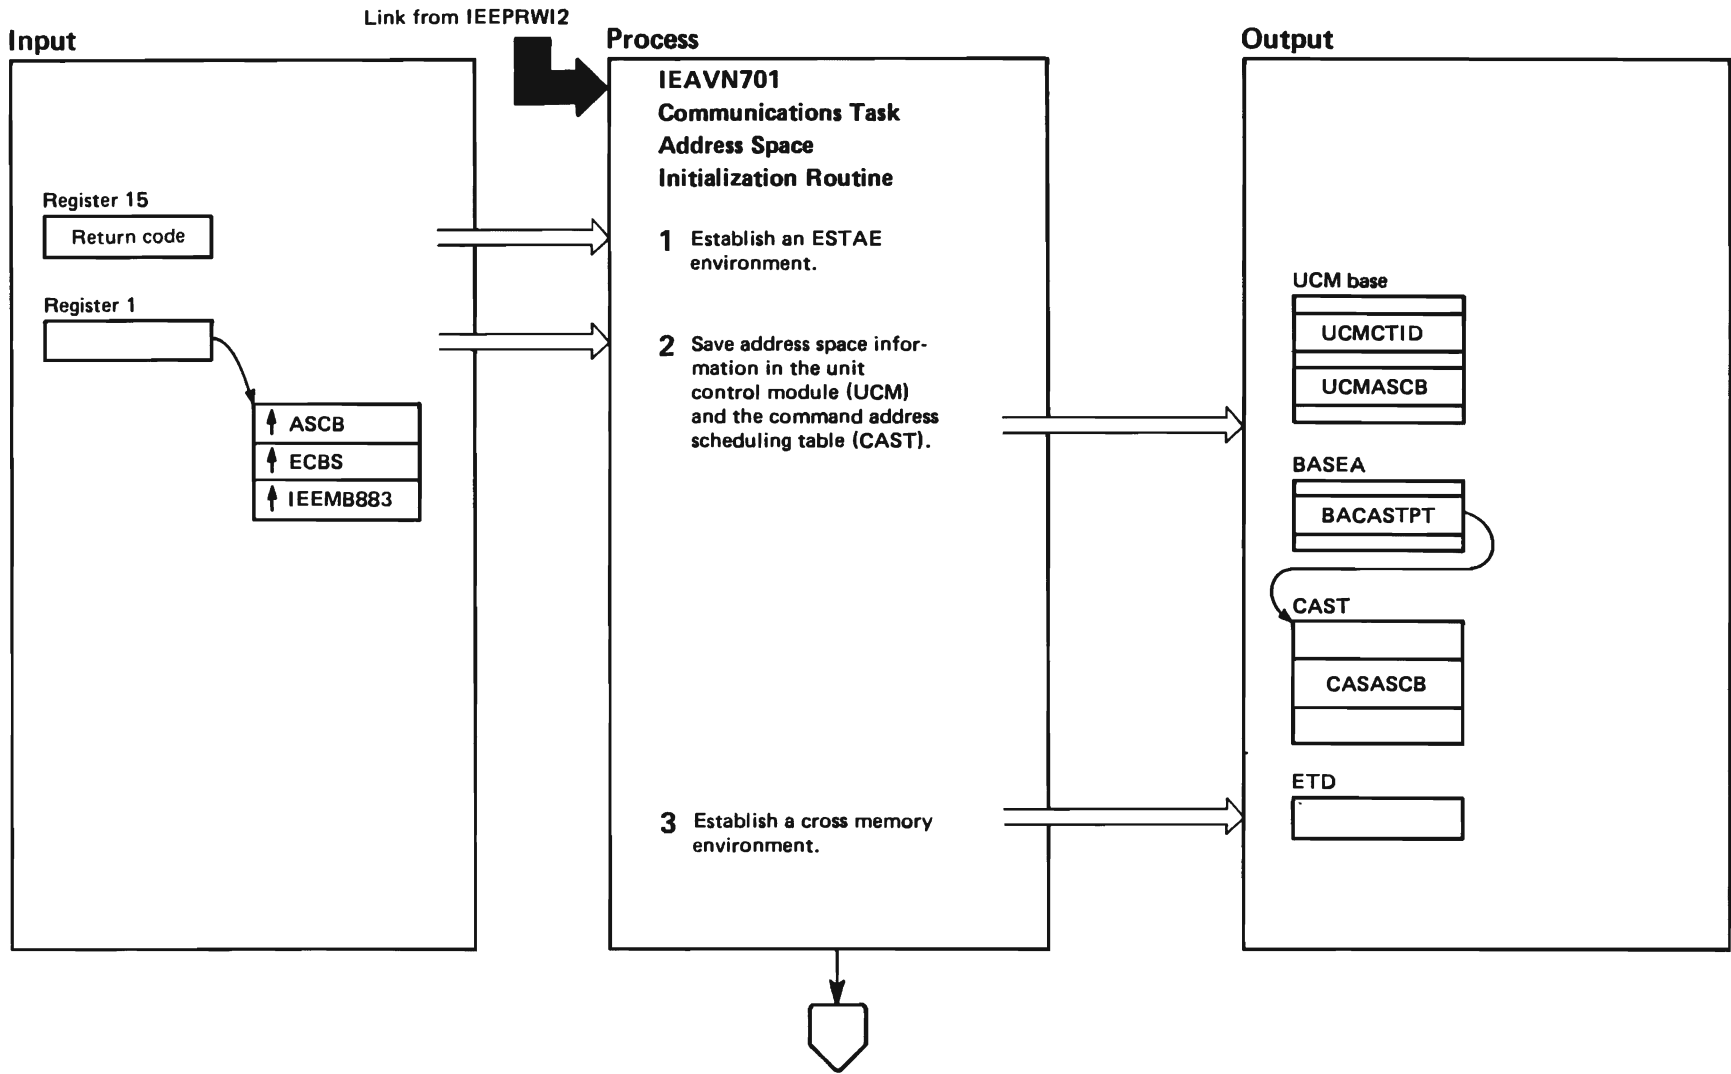 Link from IEEPRWI2
Input
Register 15
Return code
Register 1
ASCB
ECBS
IEEMB883
Process
IEAVN701
Communications Task
Address Space
Initialization Routine
1 Establish an ESTAE
environment.
2 Save address space infor-
mation in the unit
control module (UCM)
and the command address
scheduling table (CAST).
3 Establish a cross memory
environment.
Output
UCM base
UCMCTID
UCMASCB
BASEA
BACASTPT
CAST
CASASCB
ETD